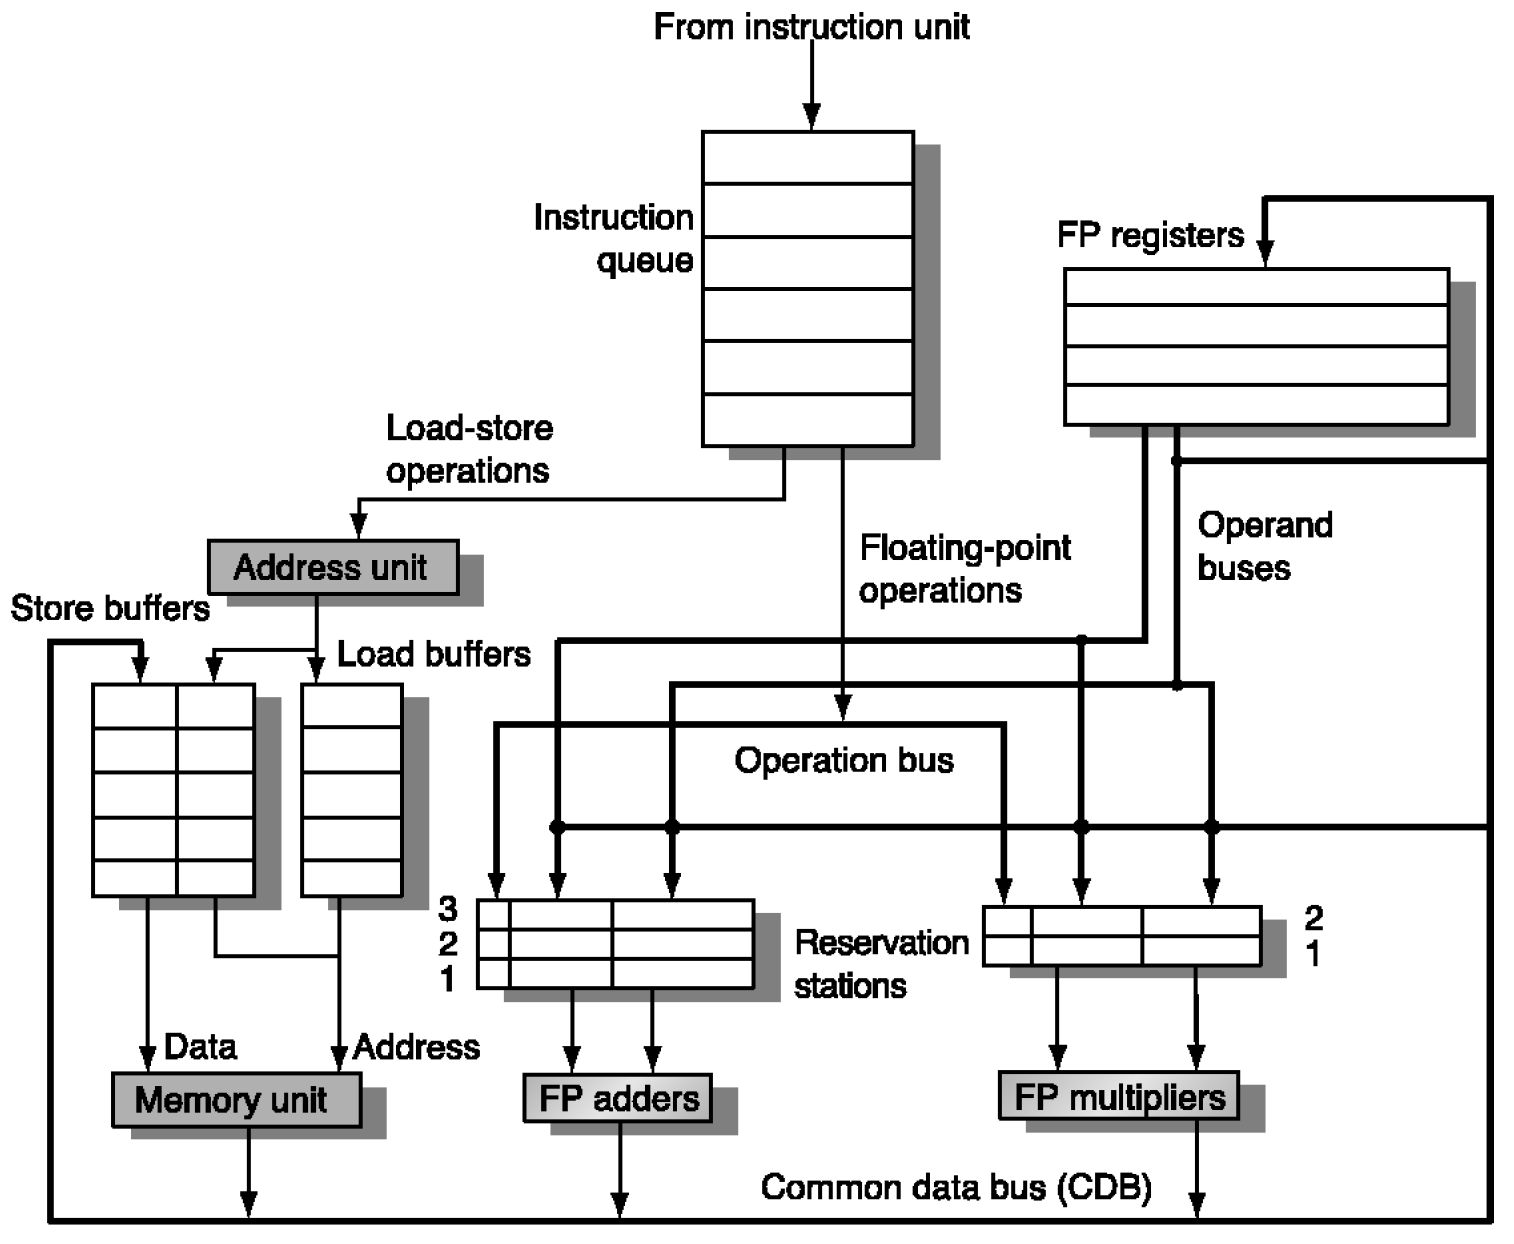 From instruction unit
Instruction
queue
FP registers
Load-store
operations
Operand
buses
Floating-point
operations
Address unit
Store buffers
Load buffers
Operation bus
3
2
1
Reservation
stations
2
1
Data
Address
Memory unit
FP adders
FP multipliers
Common data bus (CDB)